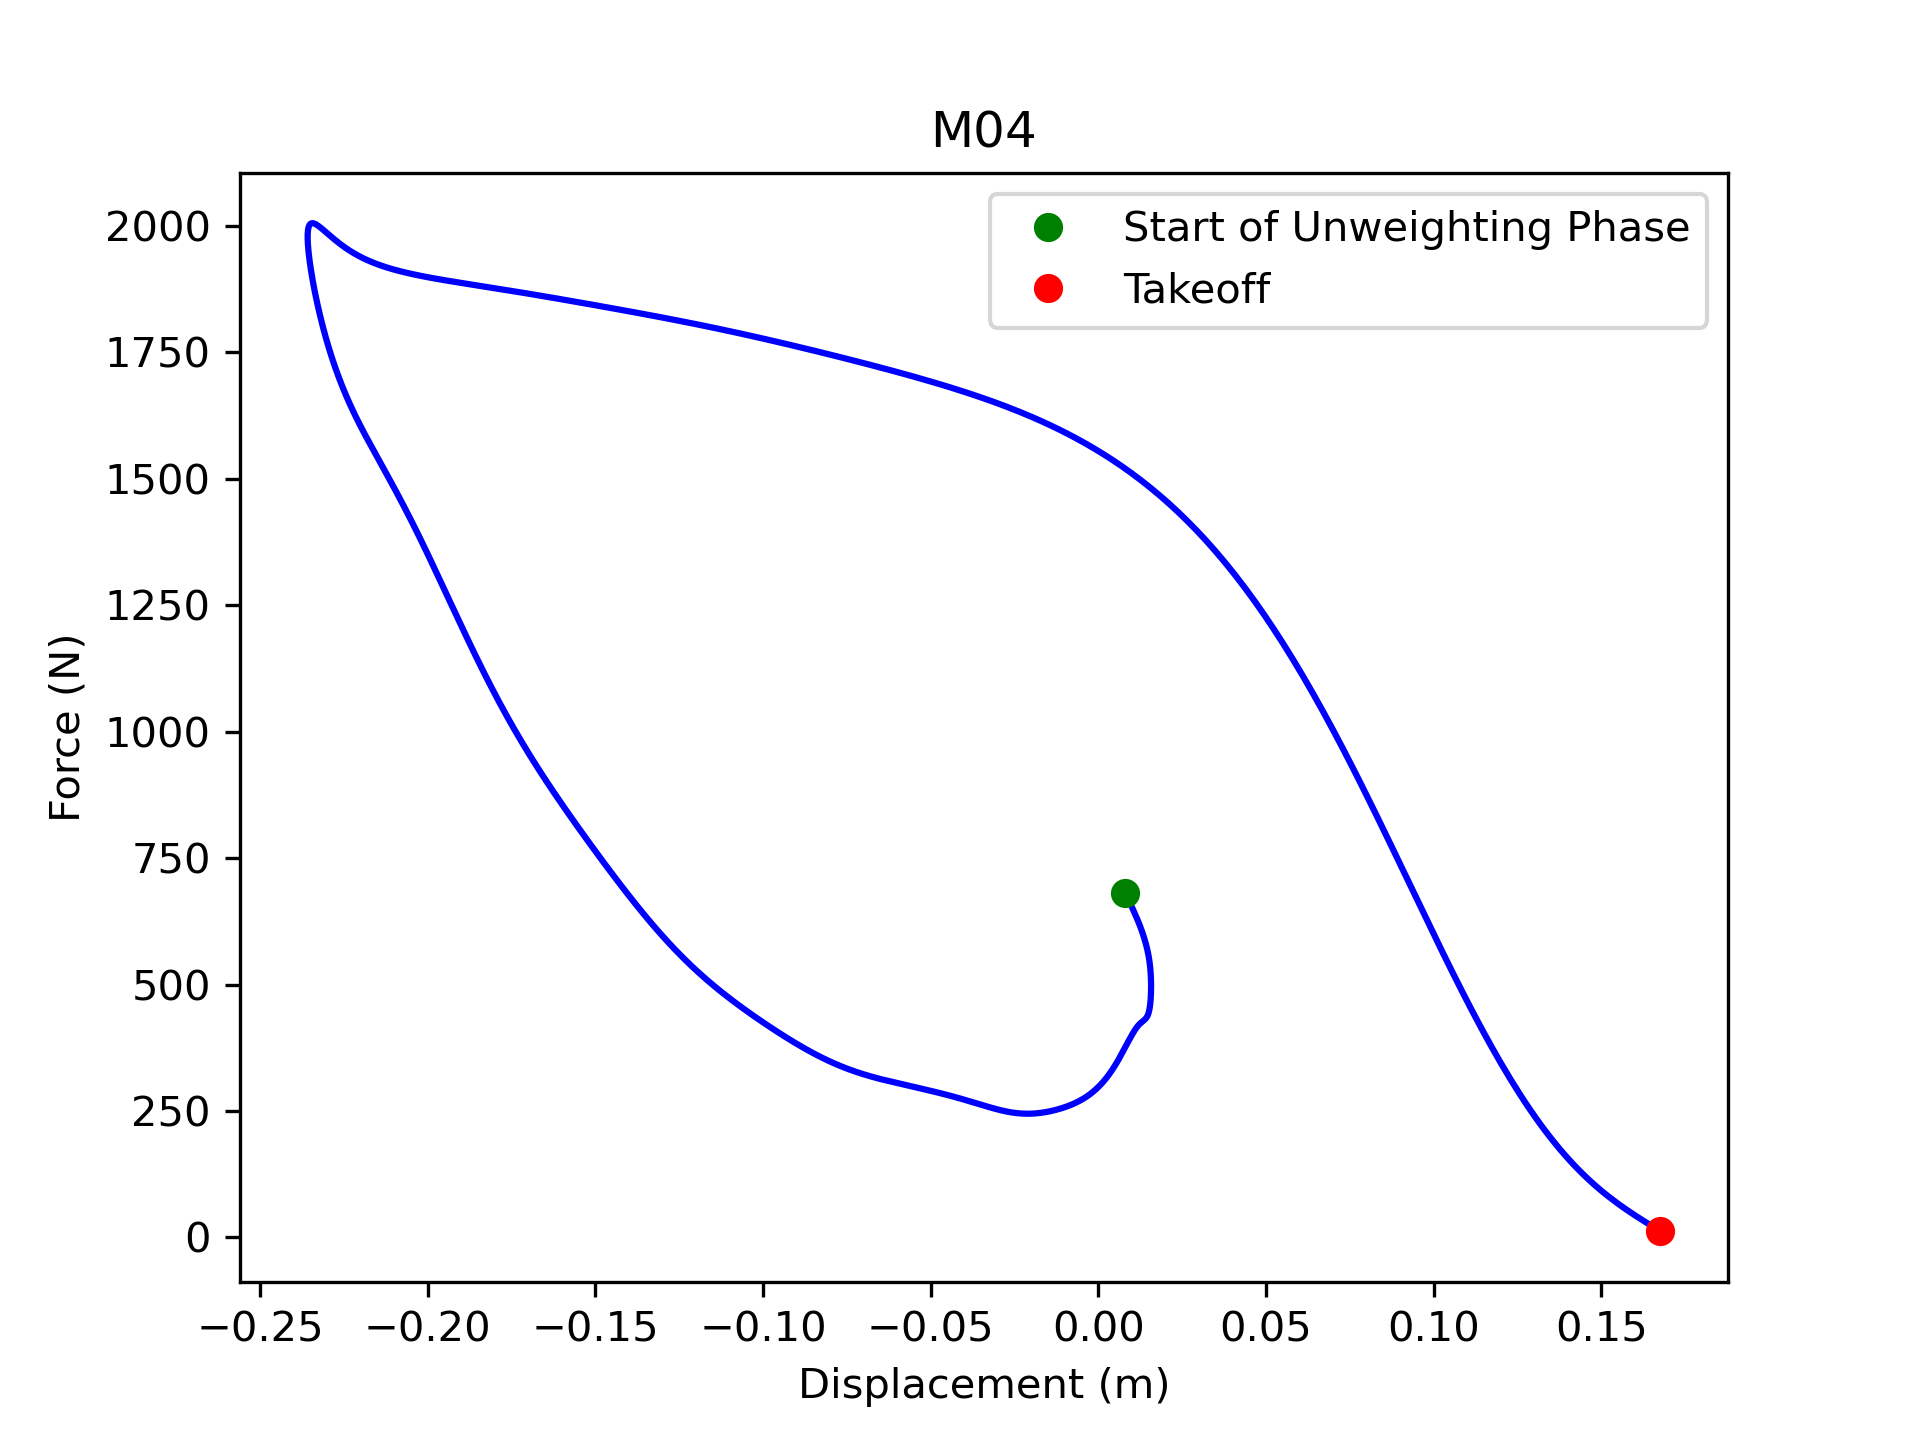 M04
Start of Unweighting Phase
Takeoff
2000
1750
1500
1250
1000
750
500
250
0
Force (N)
−0.25 −0.20 −0.15 −0.10 −0.05 0.00 0.05 0.10 0.15
Displacement (m)